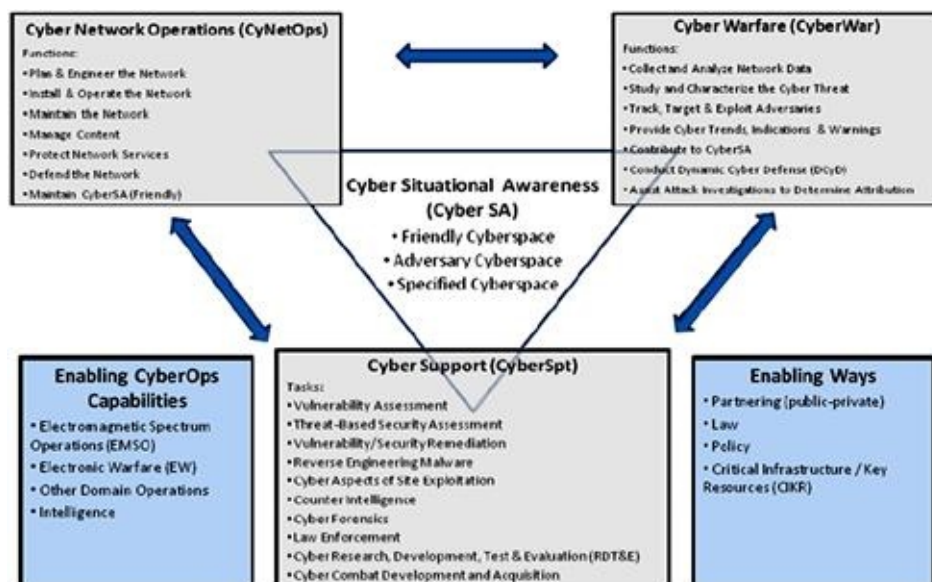 Cyber Network Operations (CyNetOps)
Functions:
•Plan & Engineer the Network
•Install & Operate the Network
•Maintain the Network
•Manage Content
•Protect Network Services
•Defend the Network
•Maintain CyberSA (Friendly)
Cyber Warfare (CyberWar)
Functions:
•Collect and Analyze Network Data
•Study and Characterize the Cyber Threat
•Track, Target & Exploit Adversaries
•Provide Cyber Trends, Indications & Warnings
•Contribute to CyberSA
•Conduct Dynamic Cyber Defense (DCyD)
•Assist Attack Investigations to Determine Attribution
Cyber Situational Awareness
(Cyber SA)
• Friendly Cyberspace
• Adversary Cyberspace
• Specified Cyberspace
Enabling CyberOps
Capabilities
• Electromagnetic Spectrum
Operations (EMSO)
• Electronic Warfare (EW)
• Other Domain Operations
• Intelligence
Cyber Support (CyberSpt)
Tasks:
•Vulnerability Assessment
•Threat-Based Security Assessment
•Vulnerability/Security Remediation
•Reverse Engineering Malware
•Cyber Aspects of Site Exploitation
•Counter Intelligence
•Cyber Forensics
•Law Enforcement
•Cyber Research, Development, Test & Evaluation (RDT&E)
•Cyber Combat Development and Acquisition
Enabling Ways
• Partnering (public-private)
• Law
• Policy
• Critical Infrastructure / Key
Resources (CIKR)